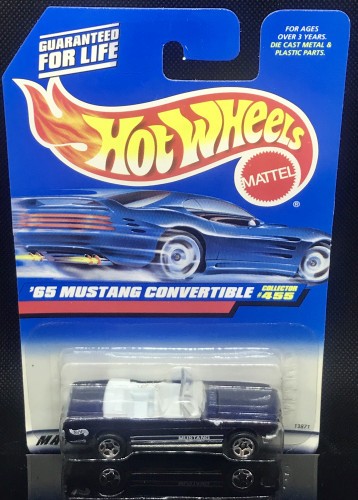 GUARANTEED
FOR LIFE
FOR AGES
OVER 3 YEARS.
DIE CAST METAL &
PLASTIC PARTS.
HOT WHEELS
MATTEL
®
'65 MUSTANG CONVERTIBLE
COLLECTOR
#455
MUSTANG